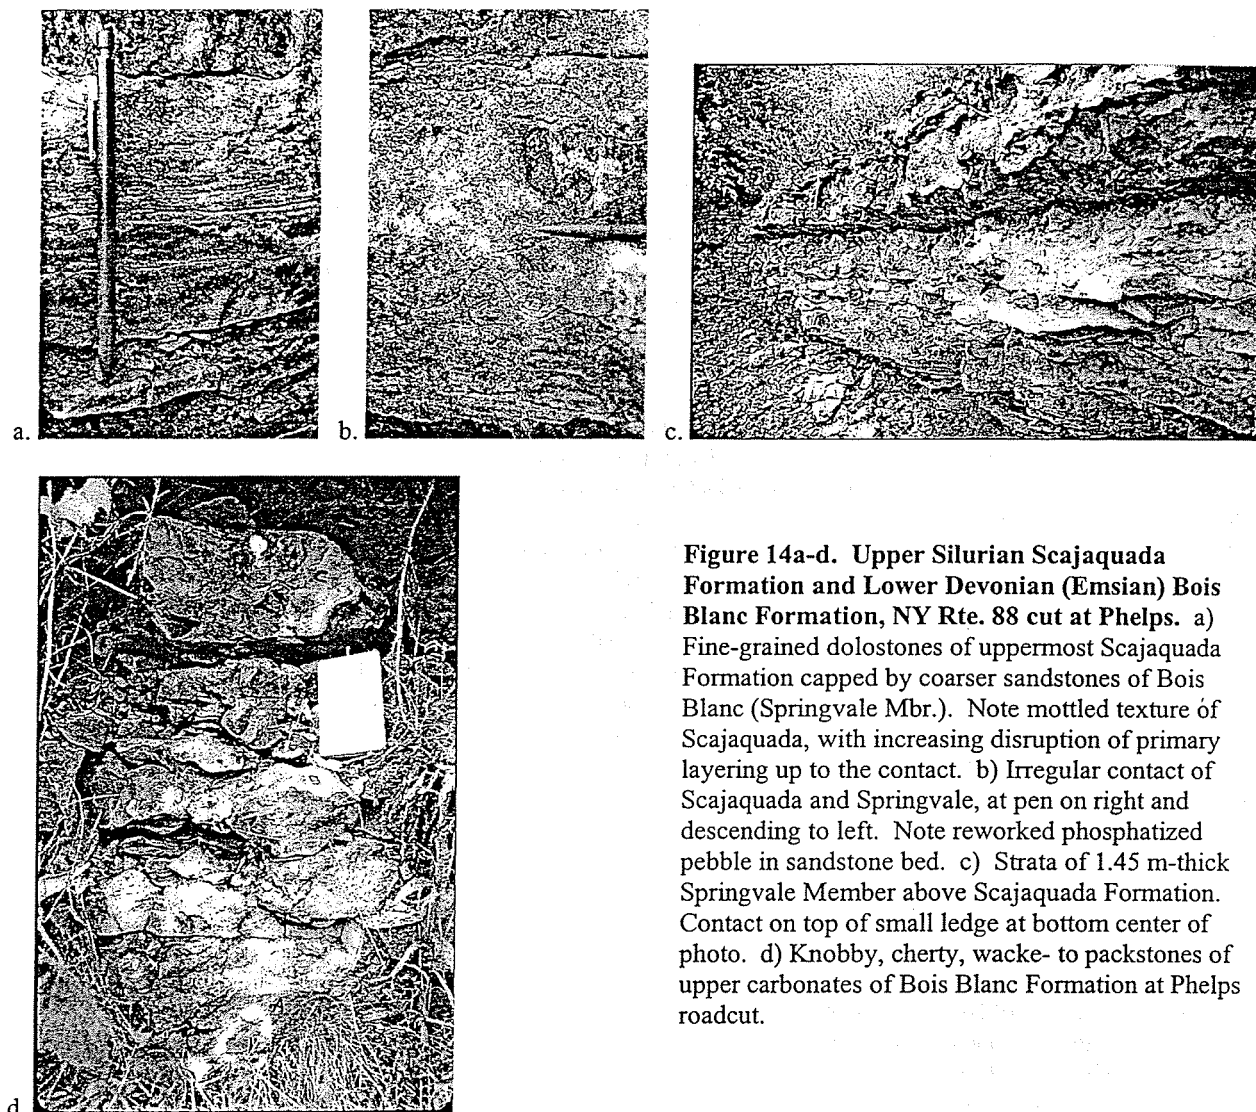 a.
b.
c.
d.
Figure 14a-d. Upper Silurian Scajaquada
Formation and Lower Devonian (Emsian) Bois
Blanc Formation, NY Rte. 88 cut at Phelps. a)
Fine-grained dolostones of uppermost Scajaquada
Formation capped by coarser sandstones of Bois
Blanc (Springvale Mbr.). Note mottled texture of
Scajaquada, with increasing disruption of primary
layering up to the contact. b) Irregular contact of
Scajaquada and Springvale, at pen on right and
descending to left. Note reworked phosphatized
pebble in sandstone bed. c) Strata of 1.45 m-thick
Springvale Member above Scajaquada Formation.
Contact on top of small ledge at bottom center of
photo. d) Knobby, cherty, wacke- to packstones of
upper carbonates of Bois Blanc Formation at Phelps
roadcut.